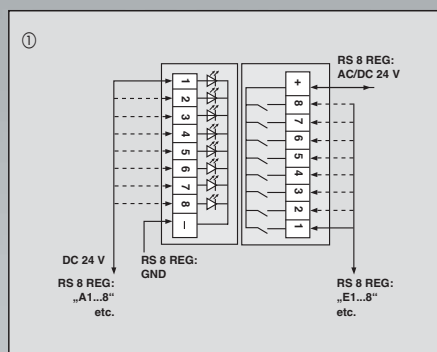 ①
RS 8 REG:
AC/DC 24 V
1
2
3
4
5
6
7
8
–
+
8
7
6
5
4
3
2
1
DC 24 V
RS 8 REG:
„A1...8“
etc.
RS 8 REG:
GND
RS 8 REG:
„E1...8“
etc.